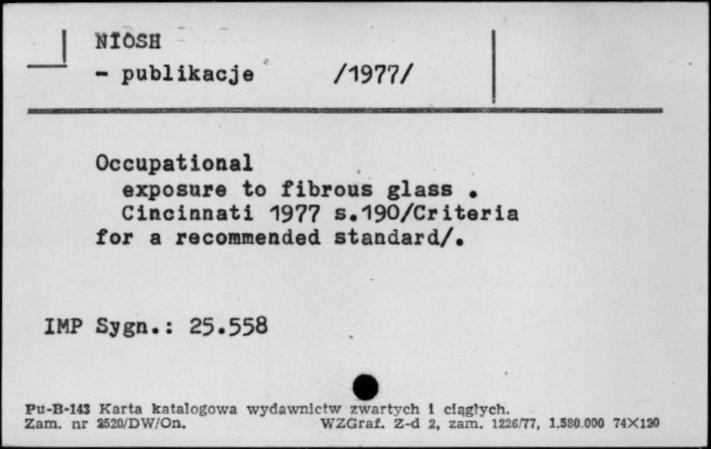 NIOSH
- publikacje /1977/
Occupational
exposure to fibrous glass .
Cincinnati 1977 s.190/Criteria
for a recommended standard/.
IMP Sygn.: 25.558
Pu-B-143 Karta katalogowa wydawnictw zwartych i ciągłych.
Zam. nr 2520/DW/On. WZGraf. Z-d 2, zam. 1226/77, 1.580.000 74×120